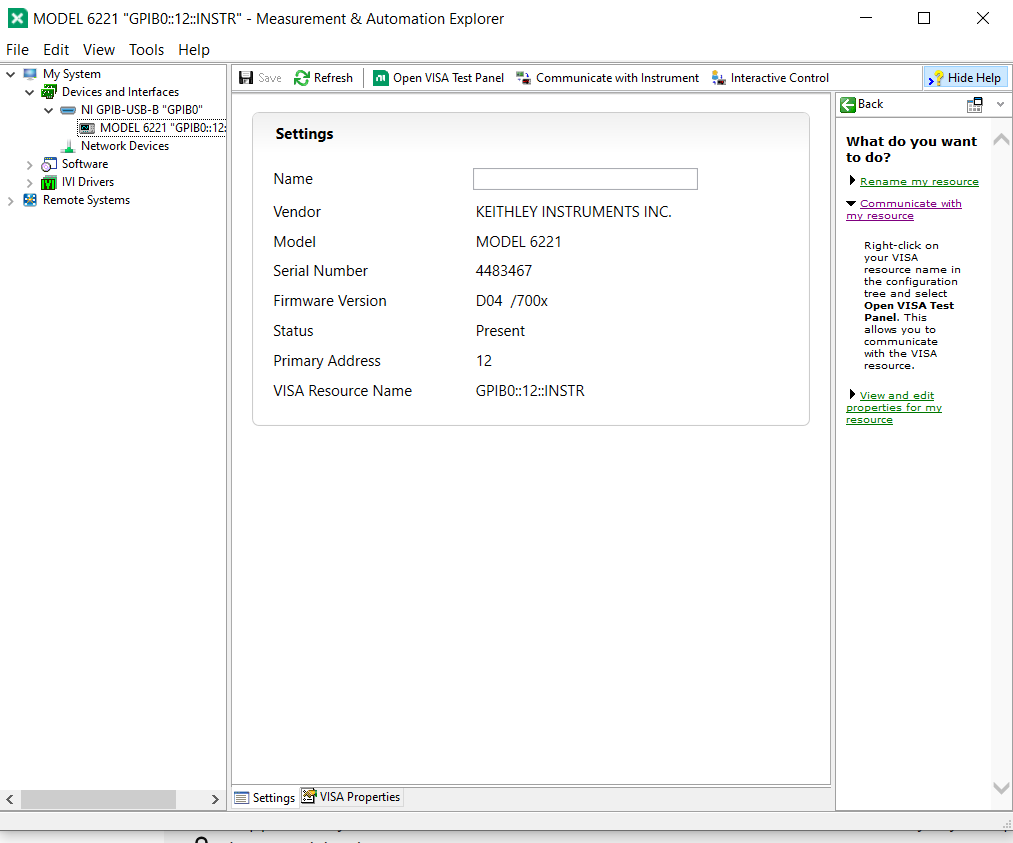 MODEL 6221 "GPIB0::12::INSTR" - Measurement & Automation Explorer
File Edit View Tools Help
My System
Devices and Interfaces
NI GPIB-USB-B "GPIB0"
MODEL 6221 "GPIB0::12:
Network Devices
Software
IVI Drivers
Remote Systems
Save Refresh Open VISA Test Panel Communicate with Instrument Interactive Control Hide Help
Settings
Name
Vendor KEITHLEY INSTRUMENTS INC.
Model MODEL 6221
Serial Number 4483467
Firmware Version D04 /700x
Status Present
Primary Address 12
VISA Resource Name GPIB0::12::INSTR
Settings VISA Properties
Back
What do you want
to do?
Rename my resource
Communicate with
my resource
Right-click on
your VISA
resource name in
the configuration
tree and select
Open VISA Test
Panel. This
allows you to
communicate
with the VISA
resource.
View and edit
properties for my
resource